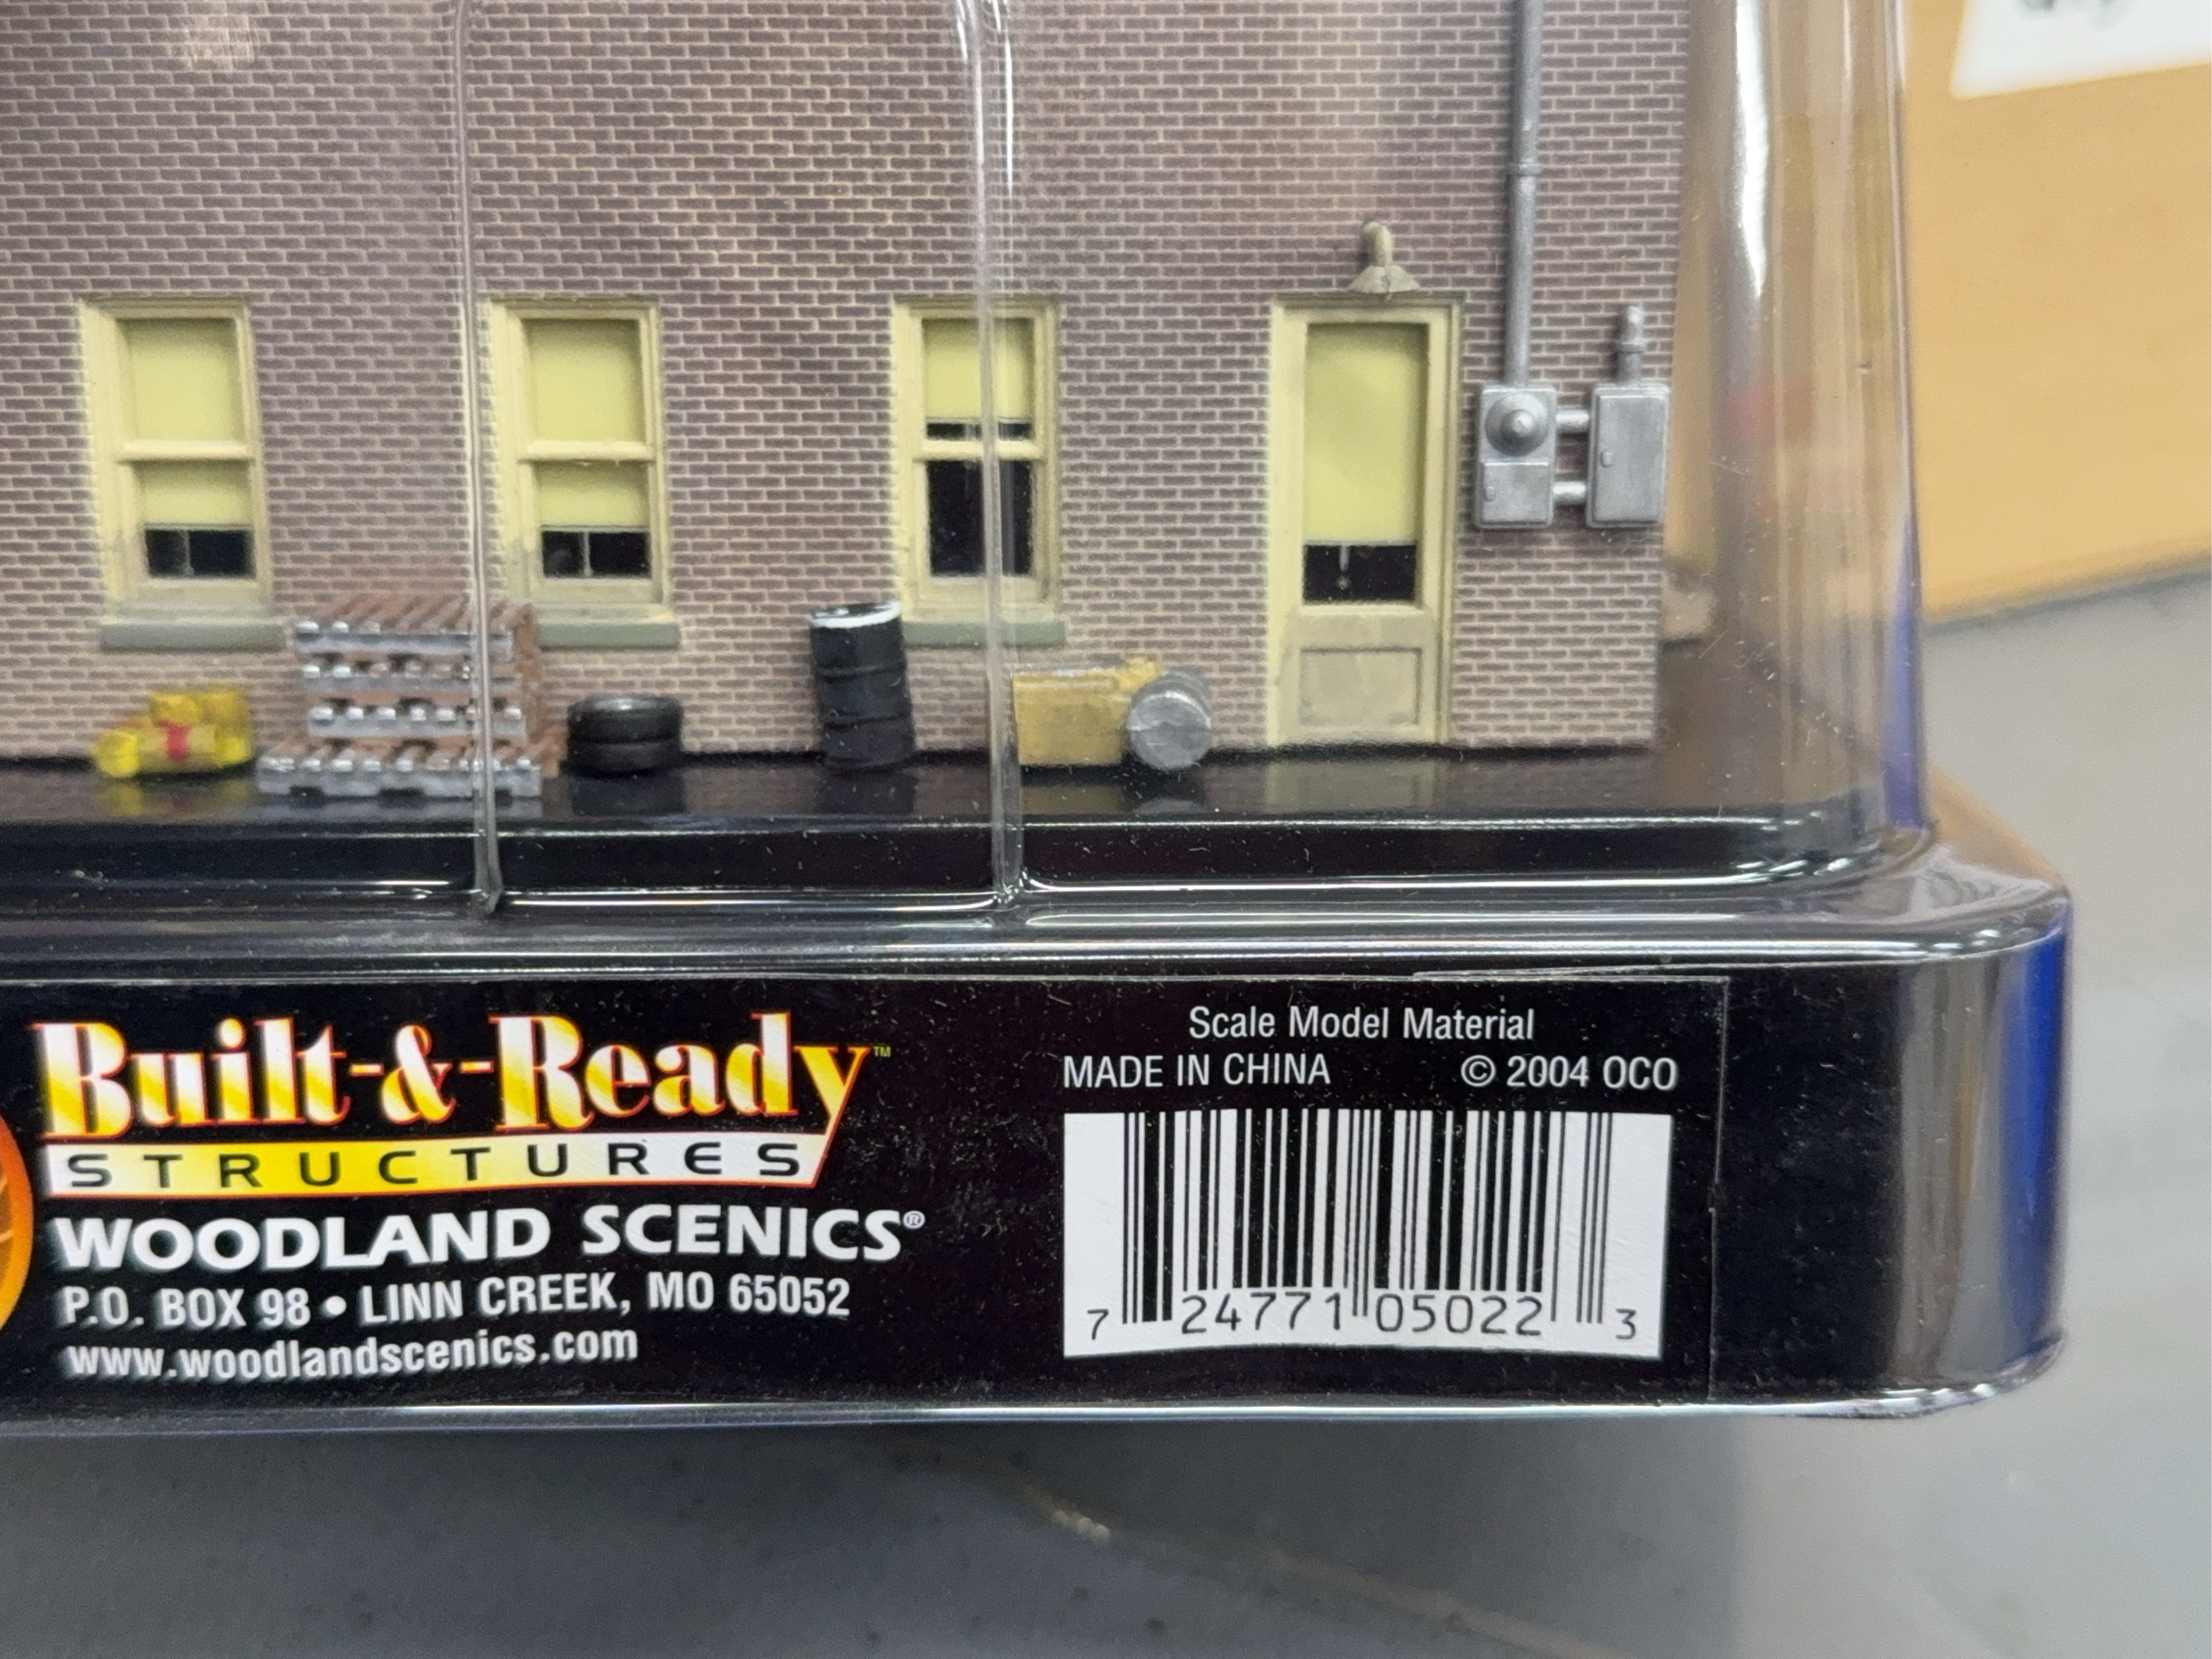 Built-&-Ready™
STRUCTURES
WOODLAND SCENICS®
P.O. BOX 98 • LINN CREEK, MO 65052
www.woodlandscenics.com
Scale Model Material
MADE IN CHINA © 2004 OCO
7 24771 05022 3